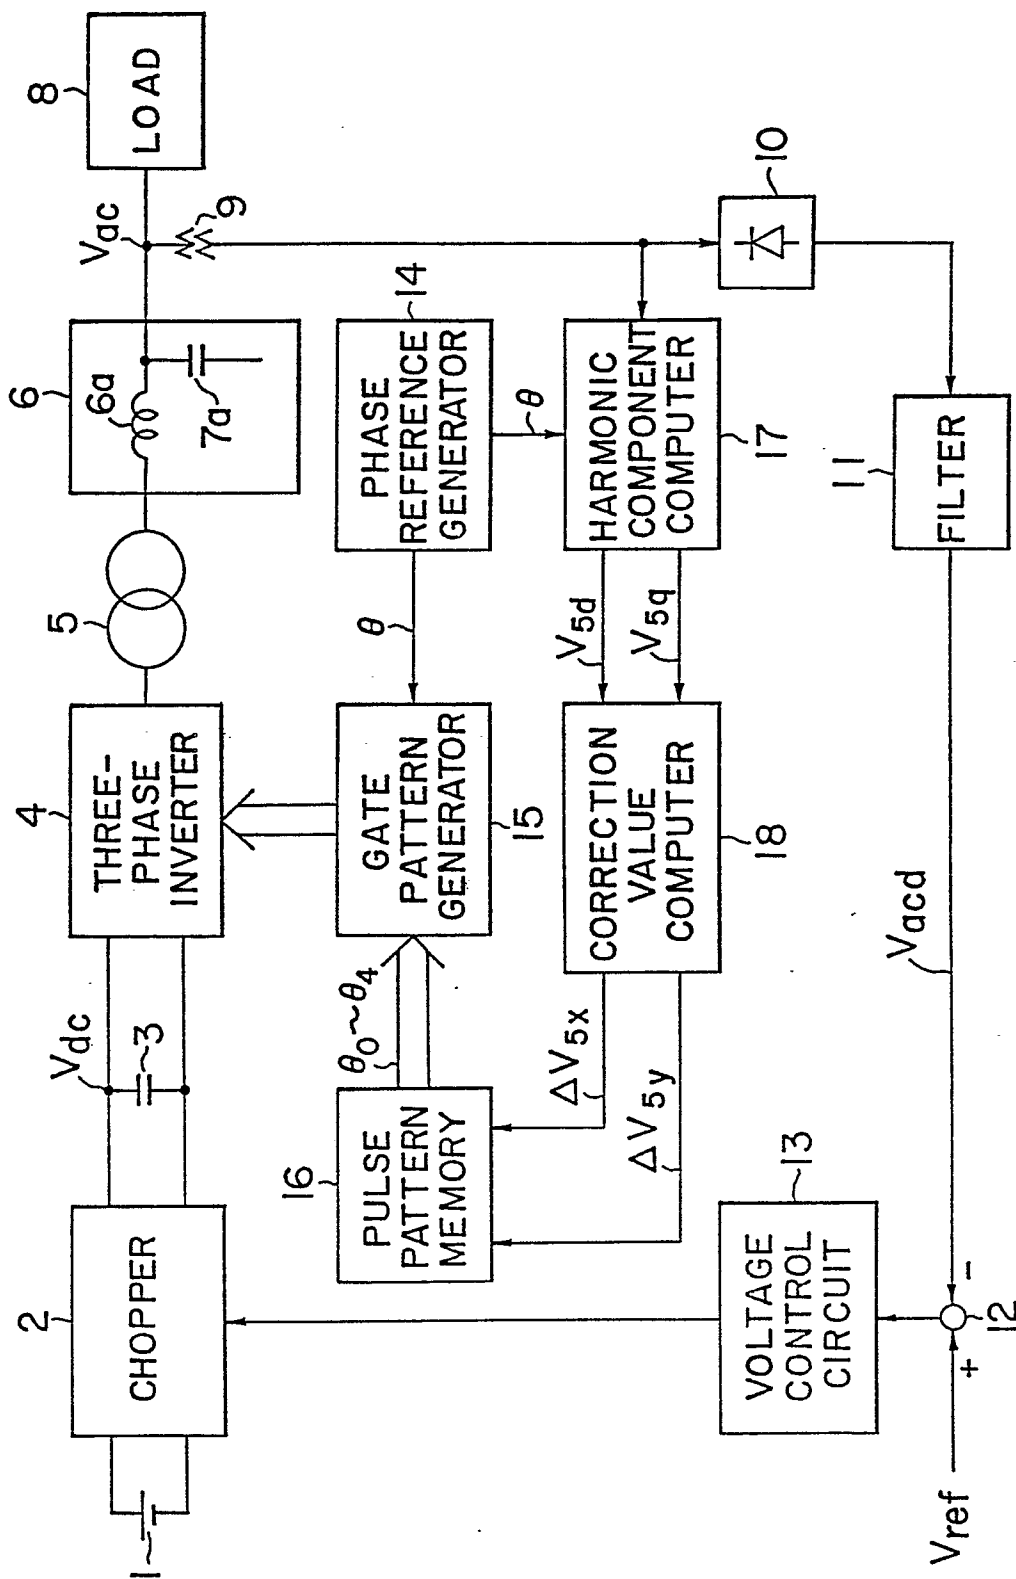 1
2
CHOPPER
Vdc
3
4
THREE-
PHASE
INVERTER
5
6
6a
7a
Vac
8
LOAD
9
16
PULSE
PATTERN
MEMORY
θ0~θ4
GATE
PATTERN
GENERATOR
15
θ
14
PHASE
REFERENCE
GENERATOR
θ
ΔV5x
ΔV5y
CORRECTION
VALUE
COMPUTER
18
V5d
V5q
HARMONIC
COMPONENT
COMPUTER
17
10
13
VOLTAGE
CONTROL
CIRCUIT
11
FILTER
Vacd
Vref
+
-
12